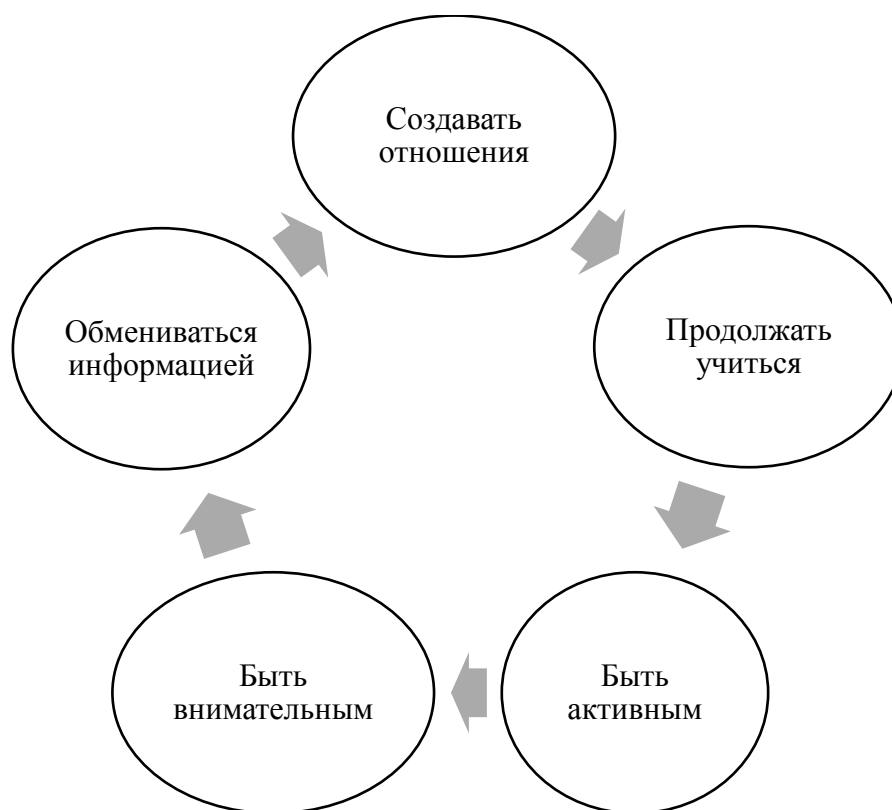 Создавать
отношения
Продолжать
учиться
Быть
активным
Быть
внимательным
Обмениваться
информацией